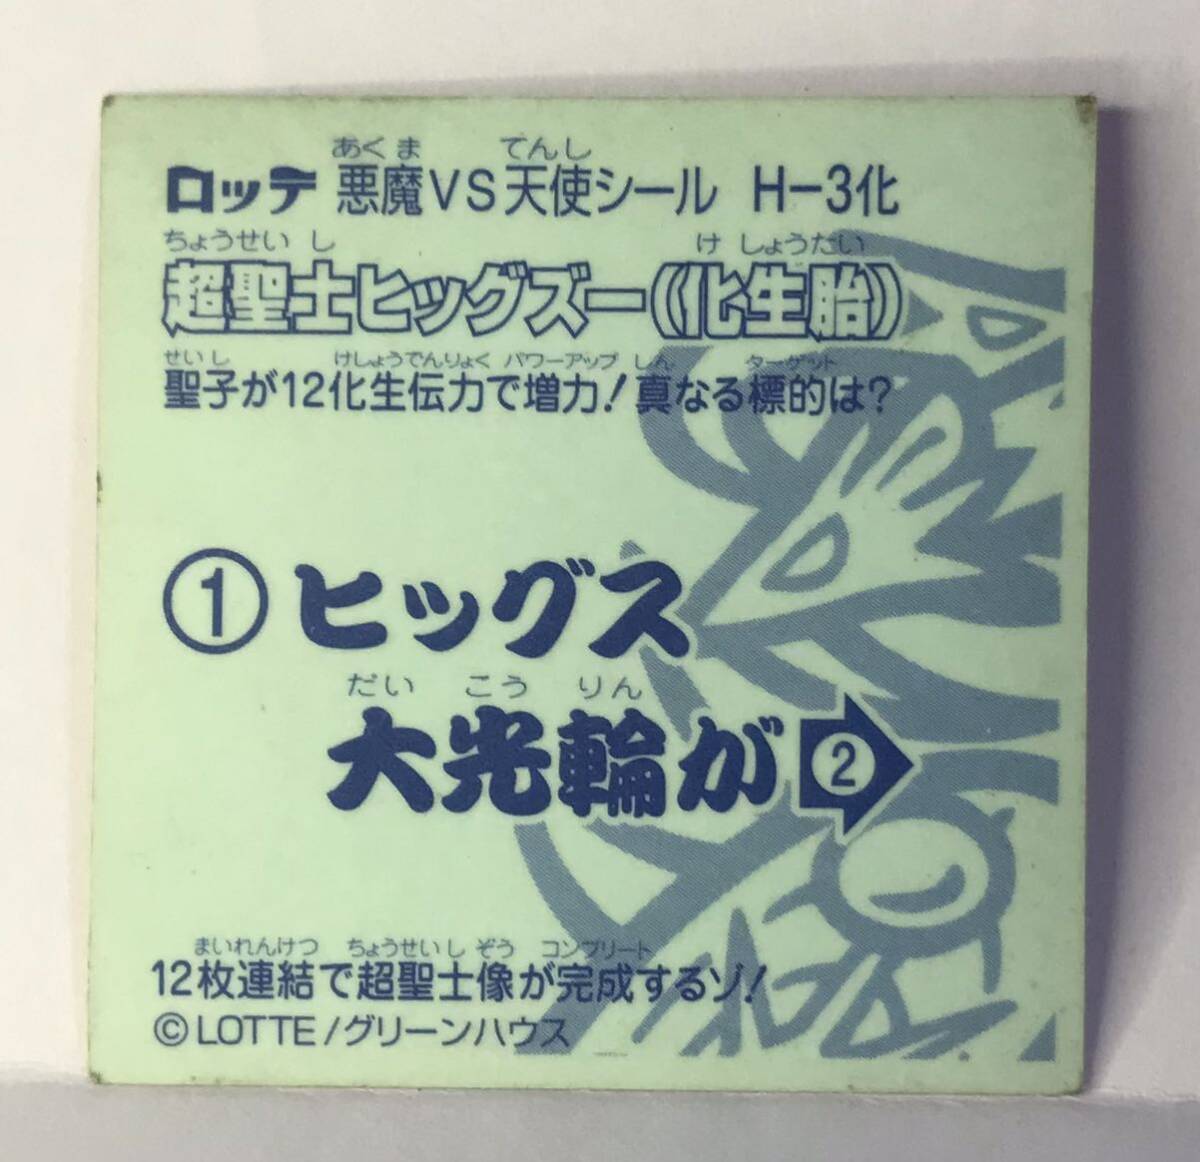 あくま てんし
ロッテ 悪魔VS天使シール H-3化
ちょうせいし けしょうたい
超聖士ヒッグズー《化生胎》
せいし けしょうでんりょく パワーアップ しん ターゲット
聖子が12化生伝力で増力!真なる標的は?
① ヒッグス
だいこうりん
大光輪が②
まいれんけつ ちょうせいしぞう コンプリート
12枚連結で超聖士像が完成するゾ!
©LOTTE/グリーンハウス